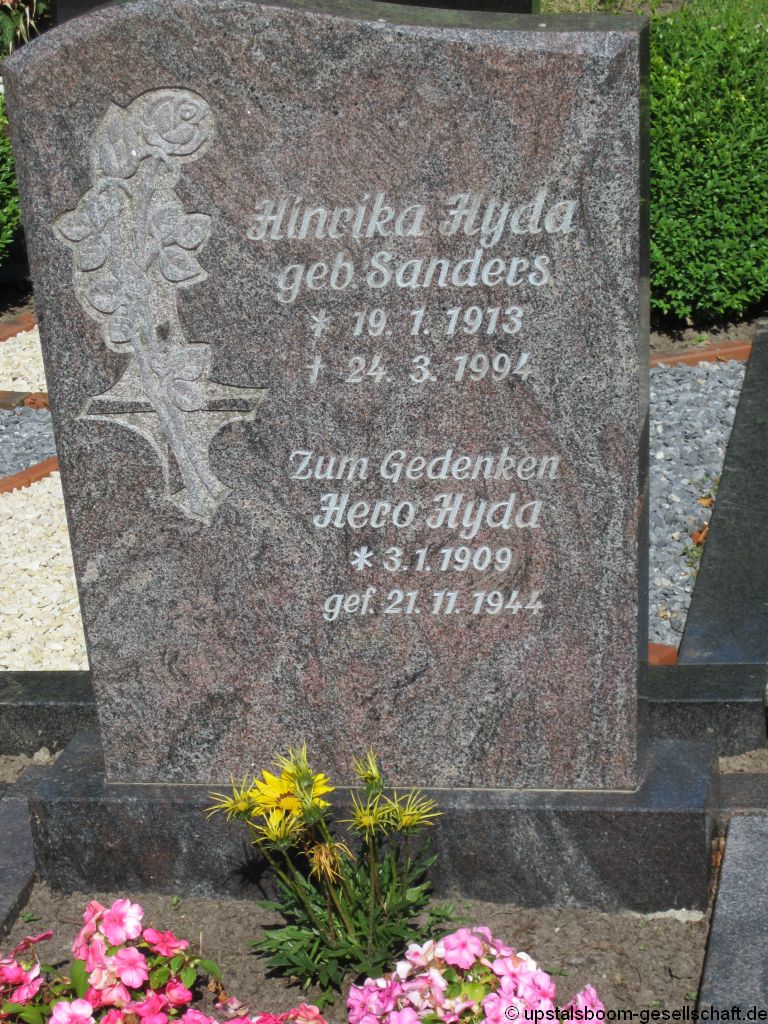 Hinrika Hyda
geb. Sanders
* 19. 1. 1913
† 24. 3. 1994
Zum Gedenken
Hero Hyda
* 3.1.1909
gef. 21. 11. 1944
© upstalsboom-gesellschaft.de